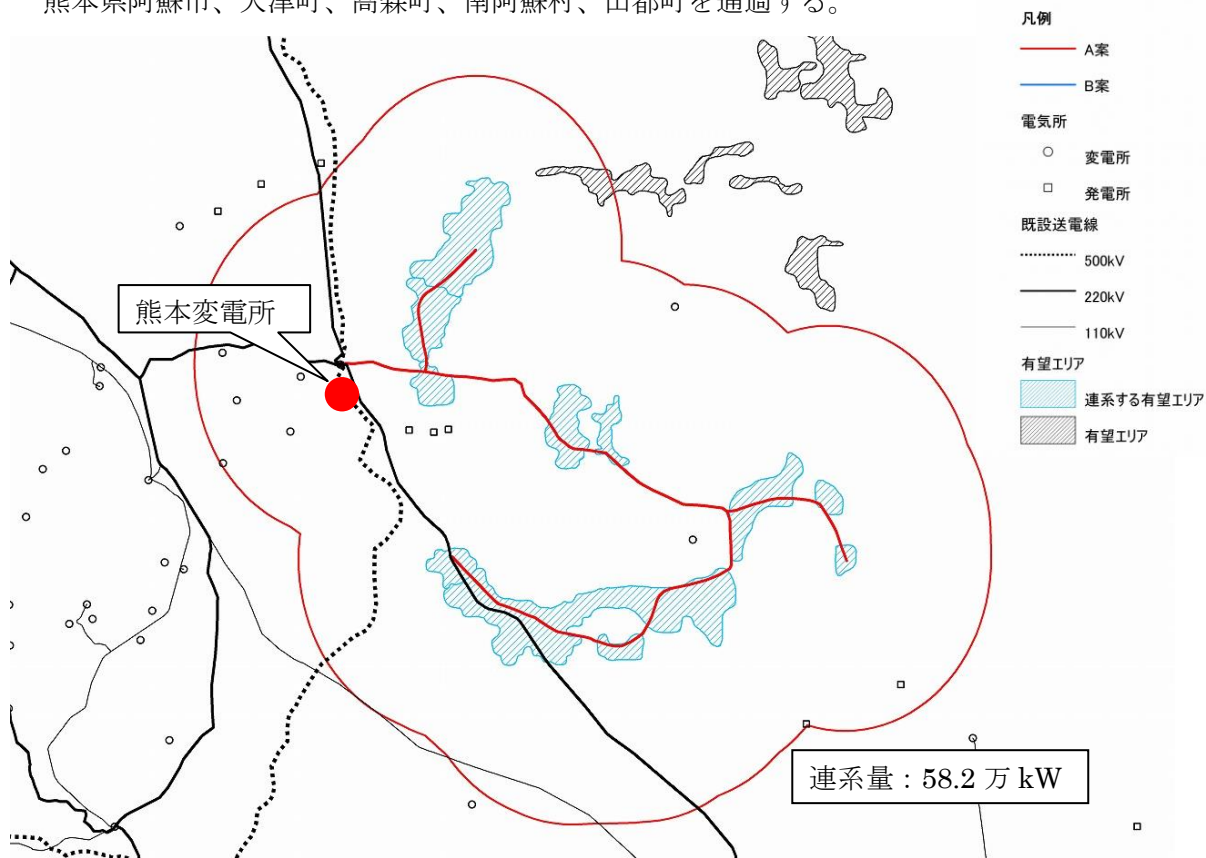 熊本県阿蘇市、大津町、高森町、南阿蘇村、山都町を通過する。
凡例
A案
B案
電気所
変電所
発電所
既設送電線
500kV
220kV
110kV
有望エリア
連系する有望エリア
有望エリア
熊本変電所
連系量：58.2 万 kW